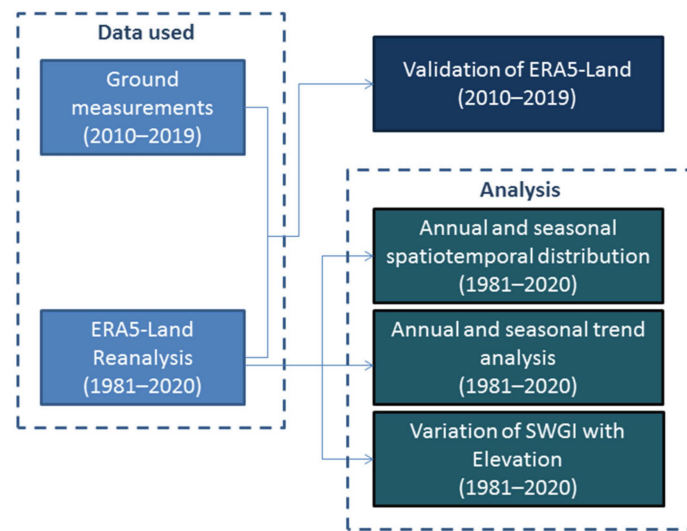 Data used
Ground
measurements
(2010–2019)
ERA5-Land
Reanalysis
(1981–2020)
Validation of ERA5-Land
(2010–2019)
Analysis
Annual and seasonal
spatiotemporal distribution
(1981–2020)
Annual and seasonal trend
analysis
(1981–2020)
Variation of SWGI with
Elevation
(1981–2020)